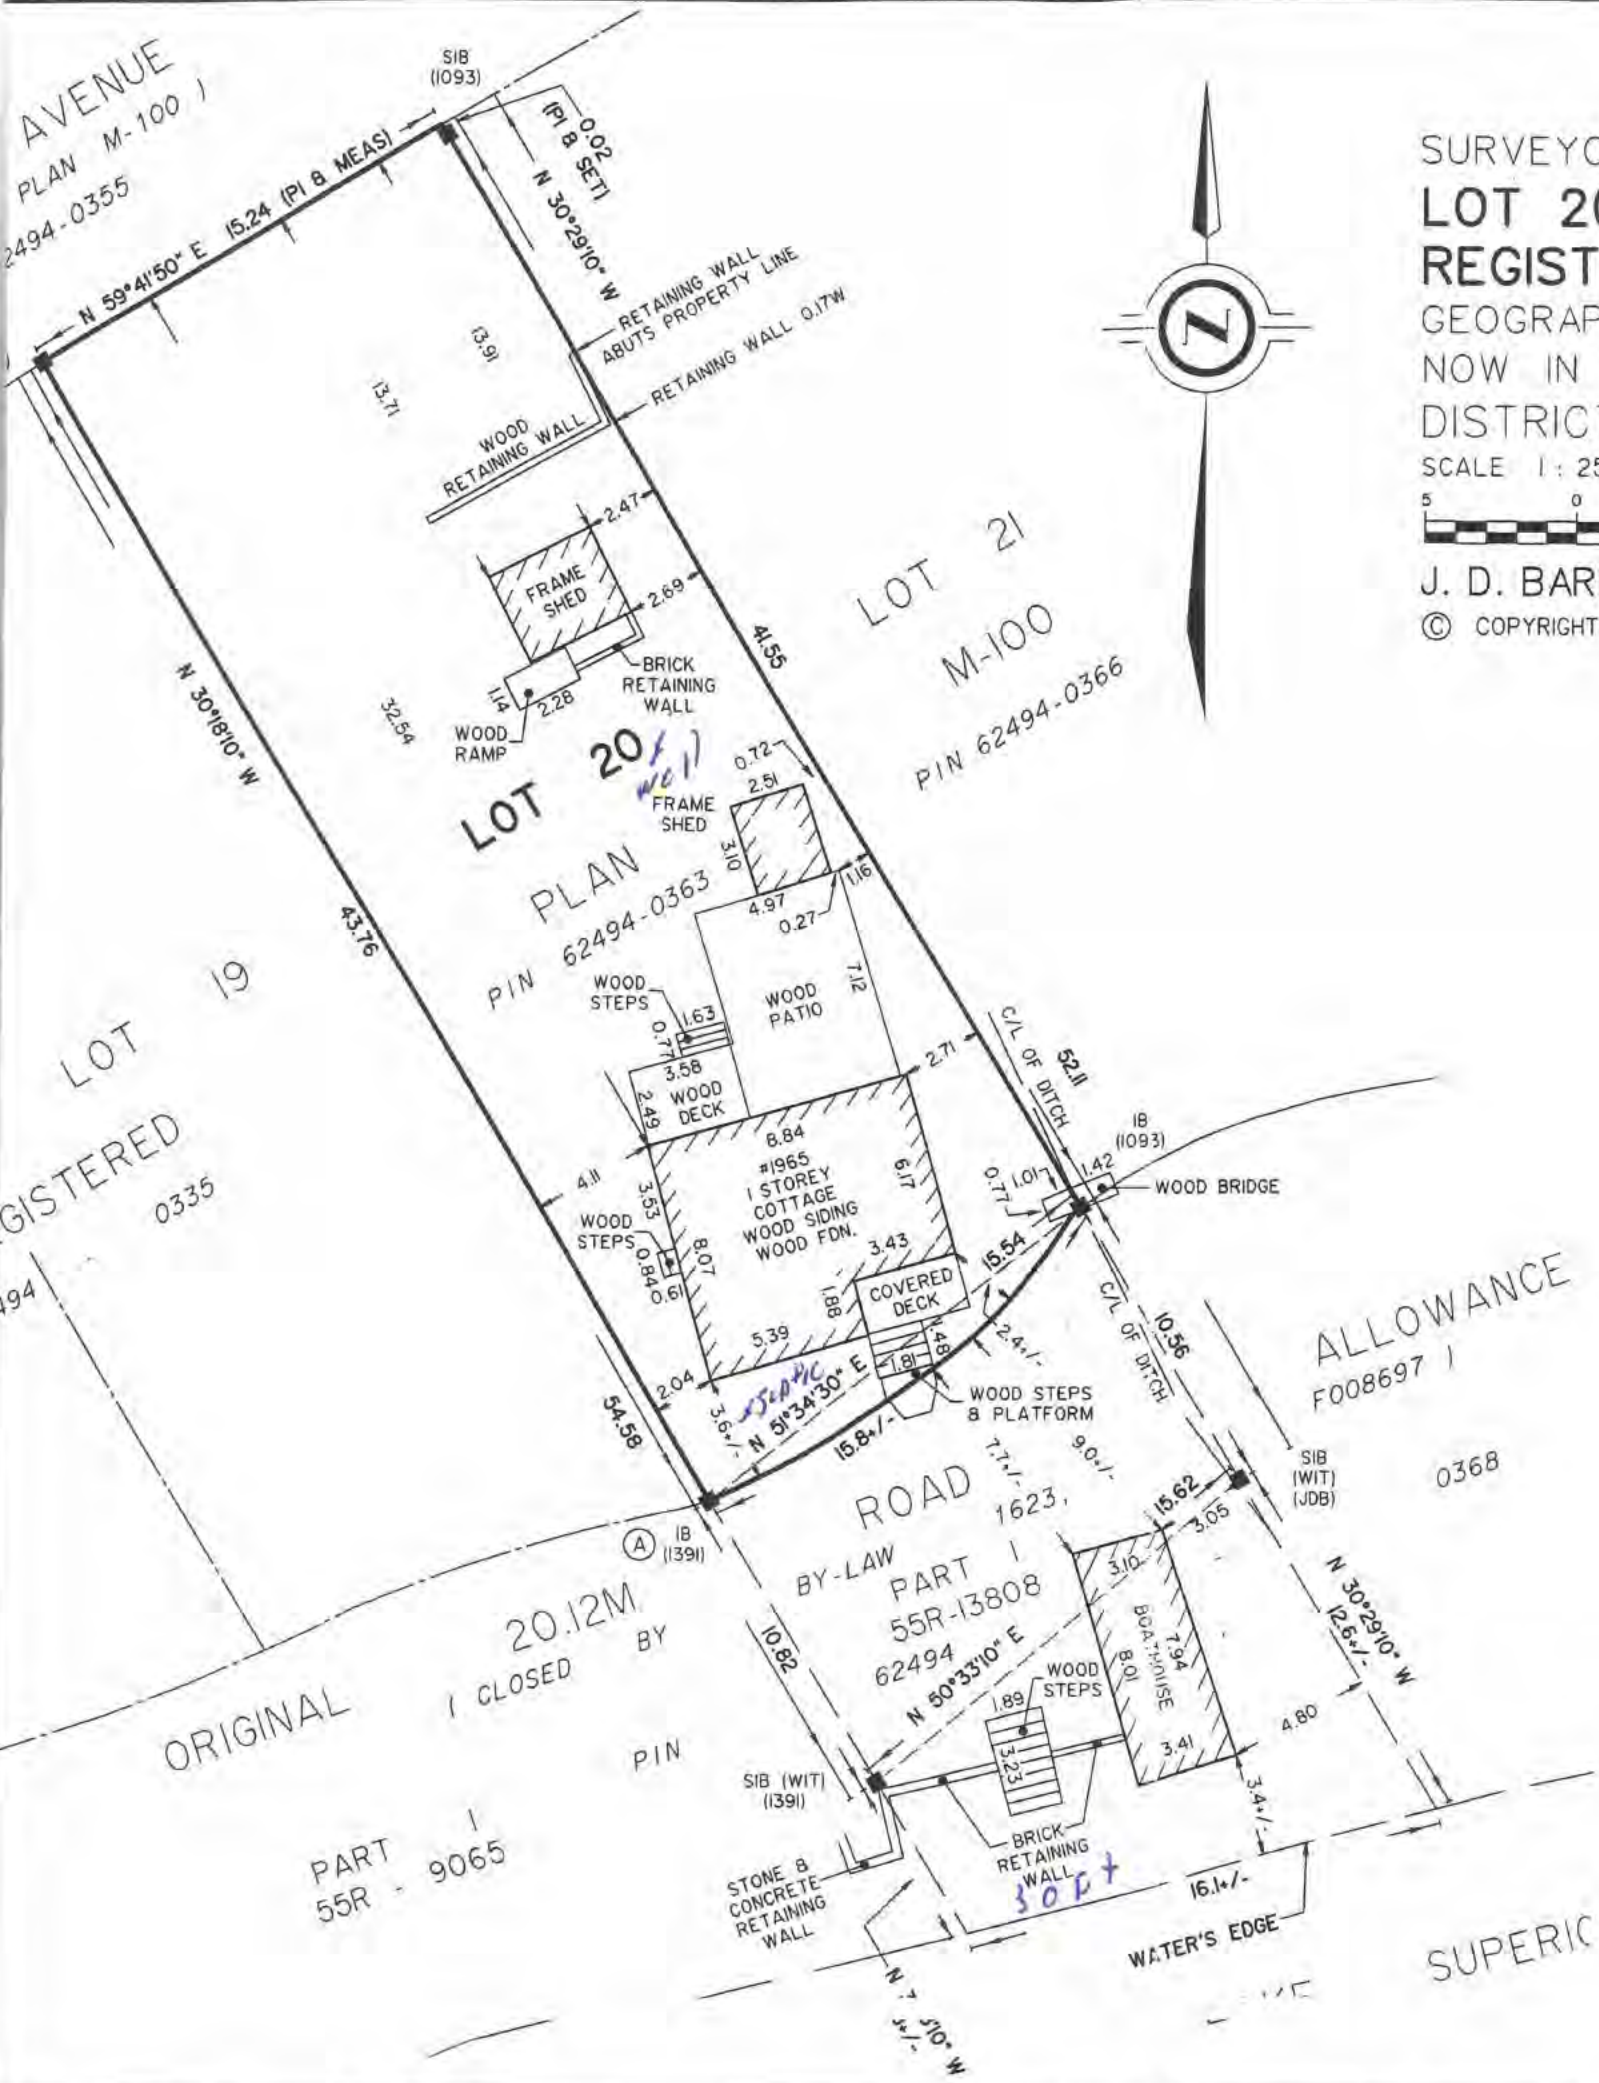 AVENUE
PLAN M-100 )
2494-0355
SIB
(1093)
0.02
(PI & SET)
N 30°29'10" W
N 59°41'50" E 15.24 (PI & MEAS)
RETAINING WALL
ABUTS PROPERTY LINE
RETAINING WALL 0.17W
13.91
13.71
WOOD
RETAINING WALL
2.47
FRAME
SHED
2.69
BRICK
RETAINING
WALL
1.14
2.28
WOOD
RAMP
N 30°18'10" W
32.54
41.55
LOT 21
M-100
PIN 62494-0366
N
SURVEYO
LOT 20
REGIST
GEOGRAP
NOW IN
DISTRIC
SCALE 1 : 25
5 0
J. D. BAR
© COPYRIGHT
LOT 20
well
0.72
2.51
FRAME
SHED
3.10
PLAN
PIN 62494-0363
1.16
4.97
0.27
7.12
43.76
WOOD
STEPS
1.63
0.77
WOOD
PATIO
3.58
WOOD
DECK
2.49
2.71
C/L OF DITCH
52.11
LOT 19
GISTERED
0335
494
IB
(1093)
1.42
1.01
0.77
WOOD BRIDGE
8.84
#1965
1 STOREY
COTTAGE
WOOD SIDING
WOOD FDN.
6.17
4.11
3.53
8.07
WOOD
STEPS
0.84
0.61
3.43
COVERED
DECK
1.88
15.54
5.39
1.48
1.81
2.4+/-
2.04
septic
3.6+/-
N 51°34'30" E
WOOD STEPS
& PLATFORM
15.8+/-
54.58
C/L OF DITCH
10.56
ALLOWANCE
F008697 )
0368
SIB
(WIT)
(JDB)
7.7+/-
9.0+/-
15.62
3.05
ROAD
1623,
BY-LAW
PART 1
55R-13808
62494
A
IB
(1391)
20.12M
( CLOSED BY
10.82
N 50°33'10" E
3.10
BOATHOUSE
7.94
8.01
3.41
WOOD
STEPS
1.89
3.23
N 30°29'10" W
12.6+/-
4.80
3.4+/-
ORIGINAL
PIN
SIB (WIT)
(1391)
PART 1
55R - 9065
STONE &
CONCRETE
RETAINING
WALL
BRICK
RETAINING
WALL
30Ft
16.1+/-
WATER'S EDGE
SUPERIO